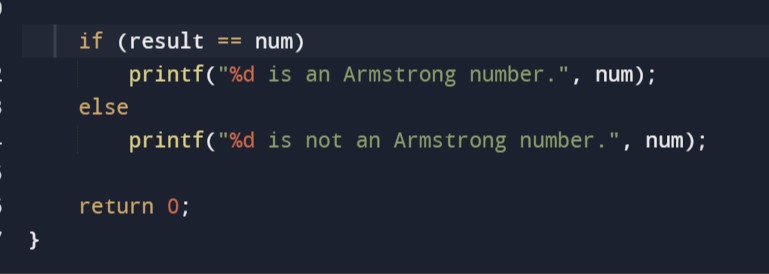 if (result == num)
printf("%d is an Armstrong number.", num);
else
printf("%d is not an Armstrong number.", num);
return 0;
}